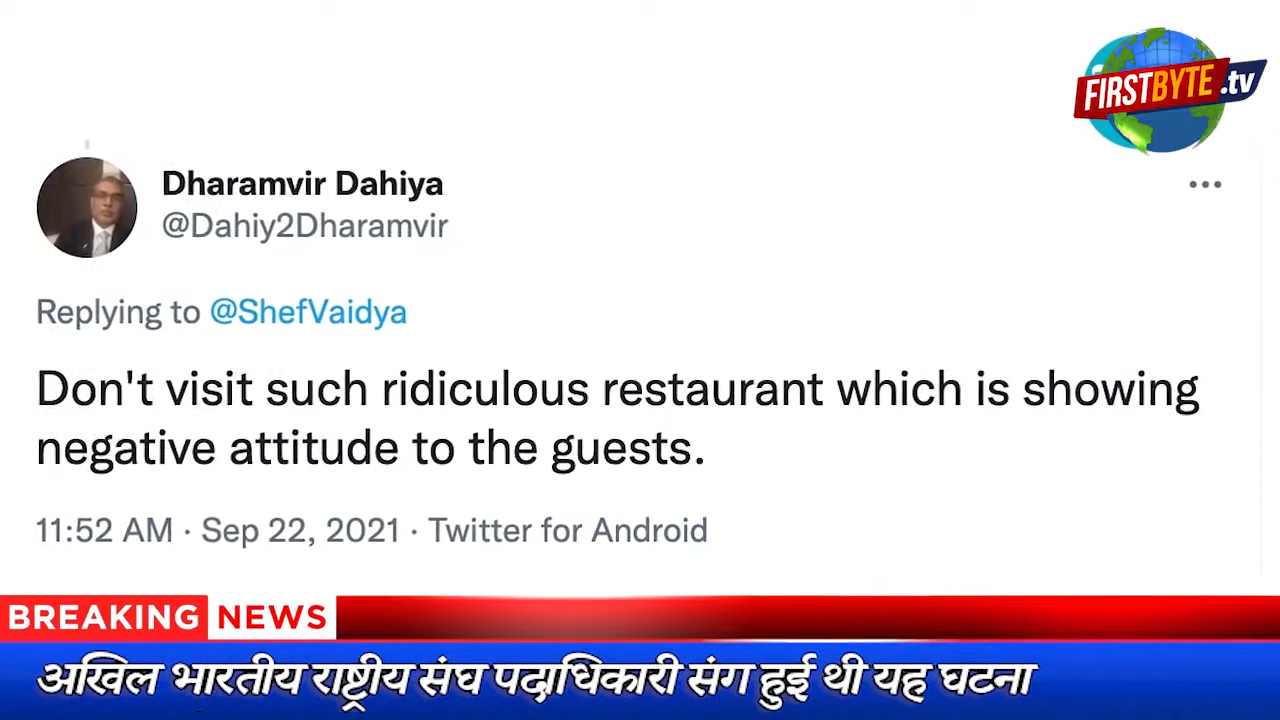 FIRSTBYTE.tv
Dharamvir Dahiya
@Dahiy2Dharamvir
Replying to @ShefVaidya
Don't visit such ridiculous restaurant which is showing
negative attitude to the guests.
11:52 AM · Sep 22, 2021 · Twitter for Android
BREAKING NEWS
अखिल भारतीय राष्ट्रीय संघ पदाधिकारी संग हुई थी यह घटना